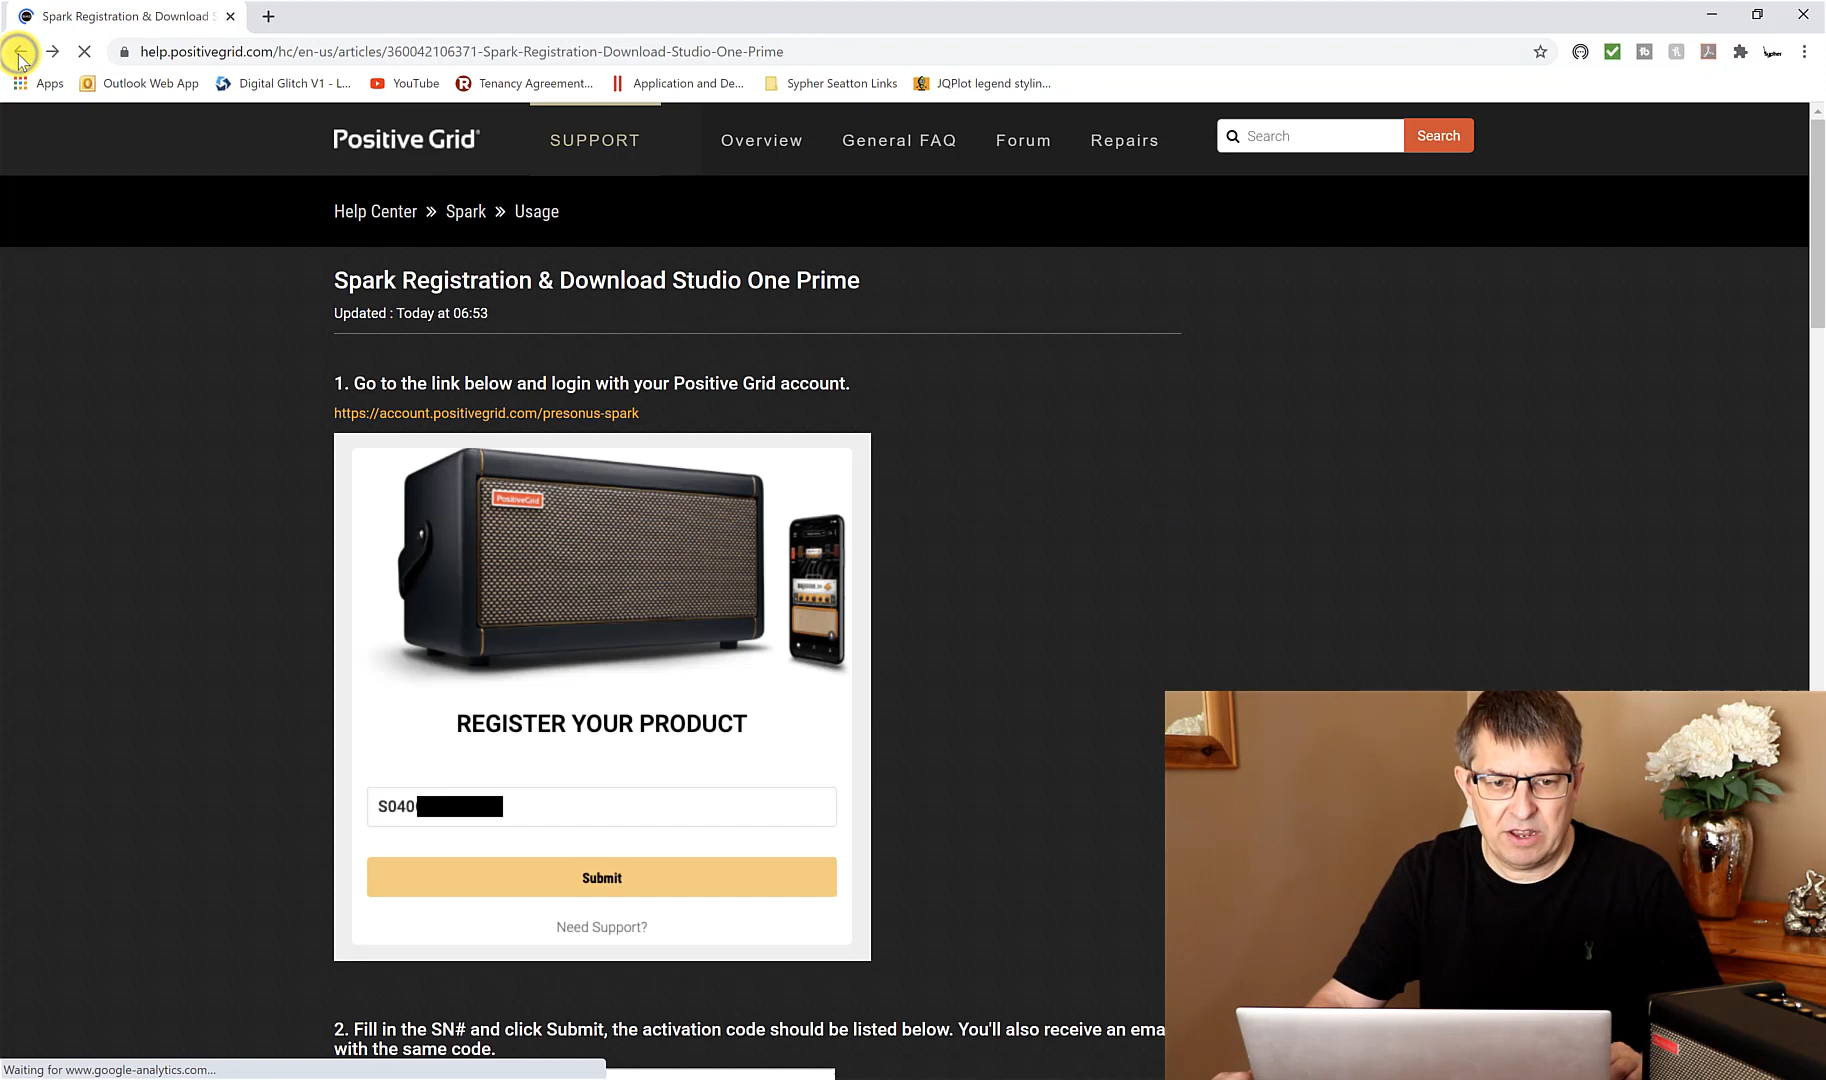 Spark Registration & Download S
help.positivegrid.com/hc/en-us/articles/360042106371-Spark-Registration-Download-Studio-One-Prime
Apps Outlook Web App Digital Glitch V1 - L... YouTube Tenancy Agreement... Application and De... Sypher Seatton Links JQPlot legend stylin...
Positive Grid SUPPORT Overview General FAQ Forum Repairs Search Search
Help Center » Spark » Usage
Spark Registration & Download Studio One Prime
Updated : Today at 06:53
1. Go to the link below and login with your Positive Grid account.
https://account.positivegrid.com/presonus-spark
PositiveGrid
REGISTER YOUR PRODUCT
S040
Submit
Need Support?
2. Fill in the SN# and click Submit, the activation code should be listed below. You'll also receive an ema
with the same code.
Waiting for www.google-analytics.com...